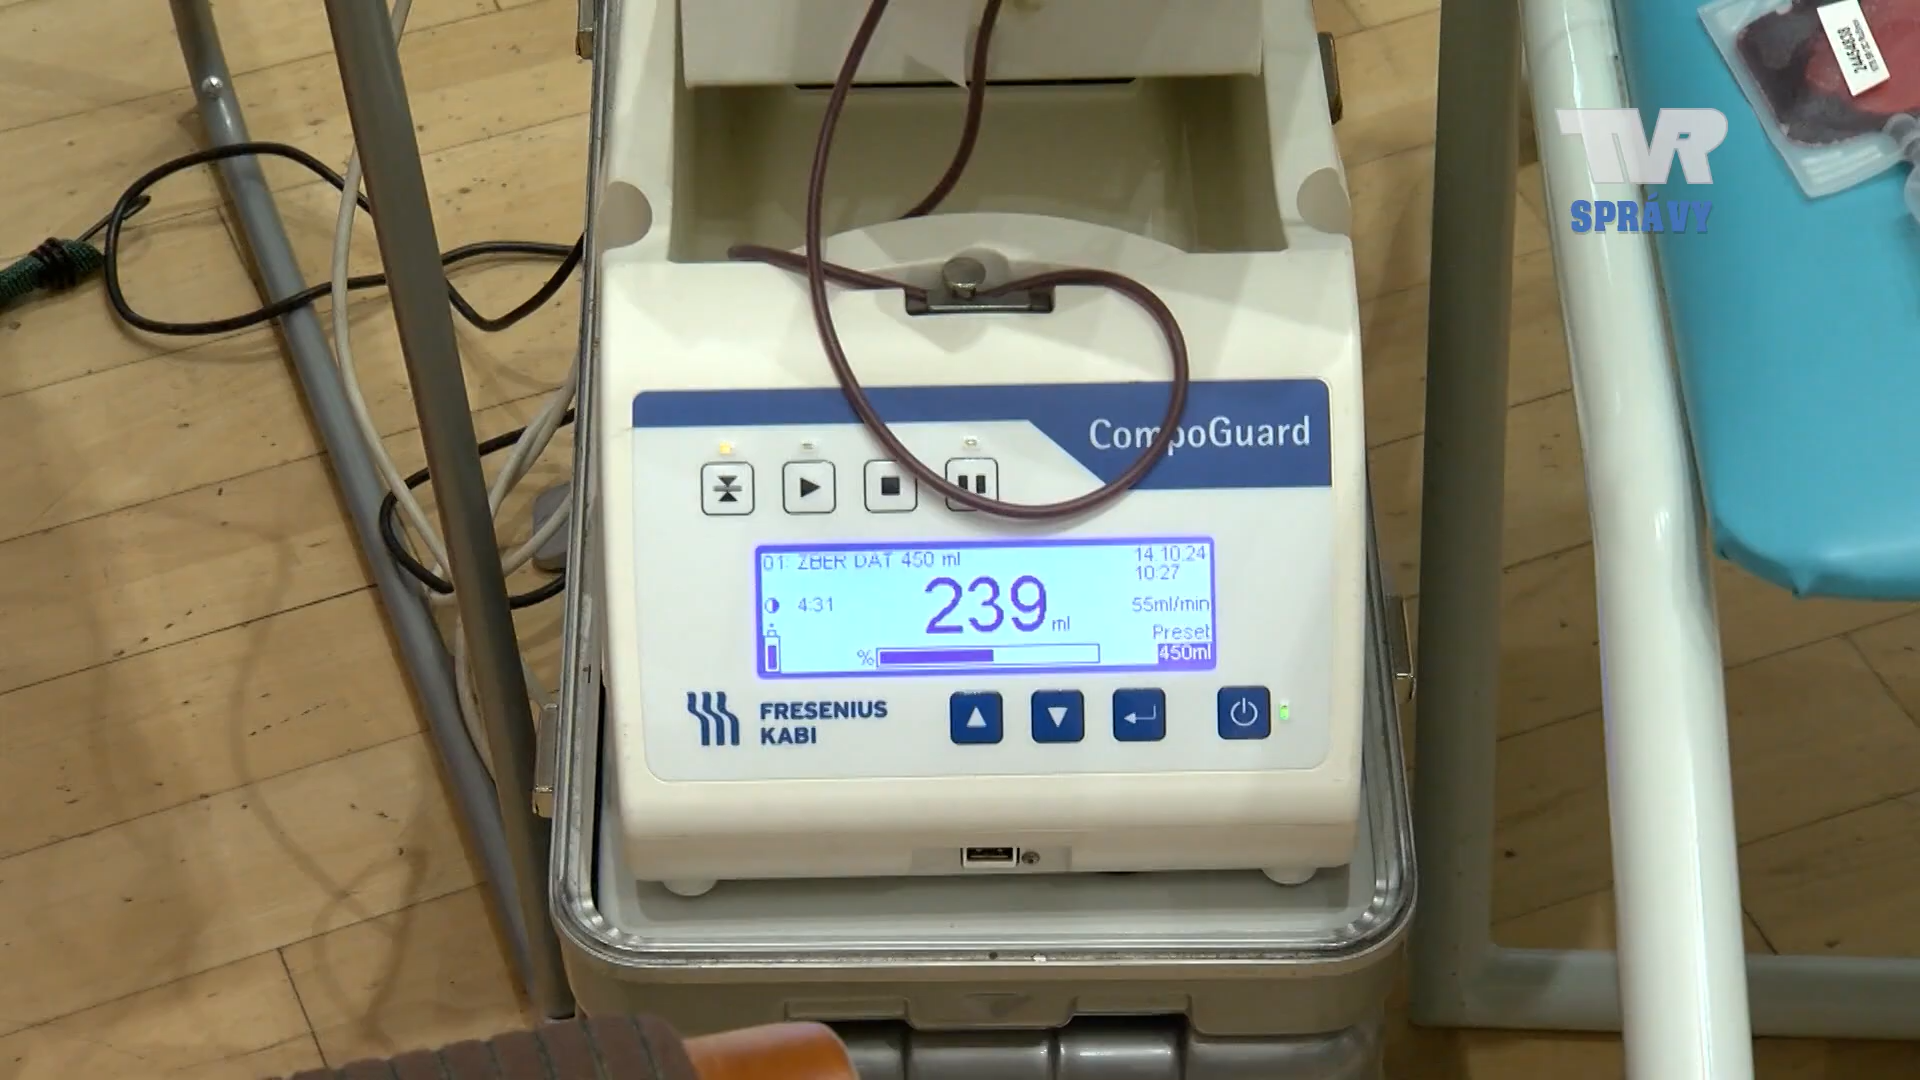 24454839
TVR
SPRÁVY
CompoGuard
01: ZBER DAT 450 ml
14.10.24
10:27
4:31
239 ml
55ml/min
Preset
%
450ml
FRESENIUS
KABI